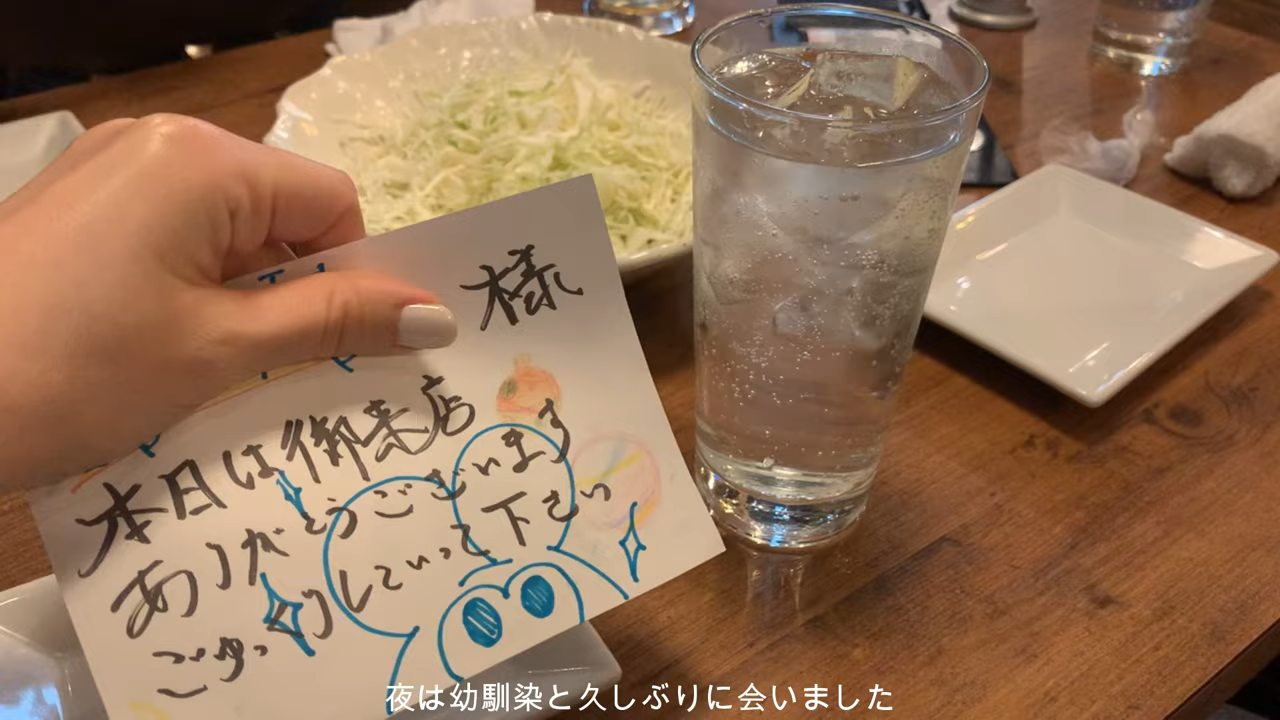 様
本日は御来店
ありがとうございます
ごゆっくりしていって下さい
夜は幼馴染と久しぶりに会いました